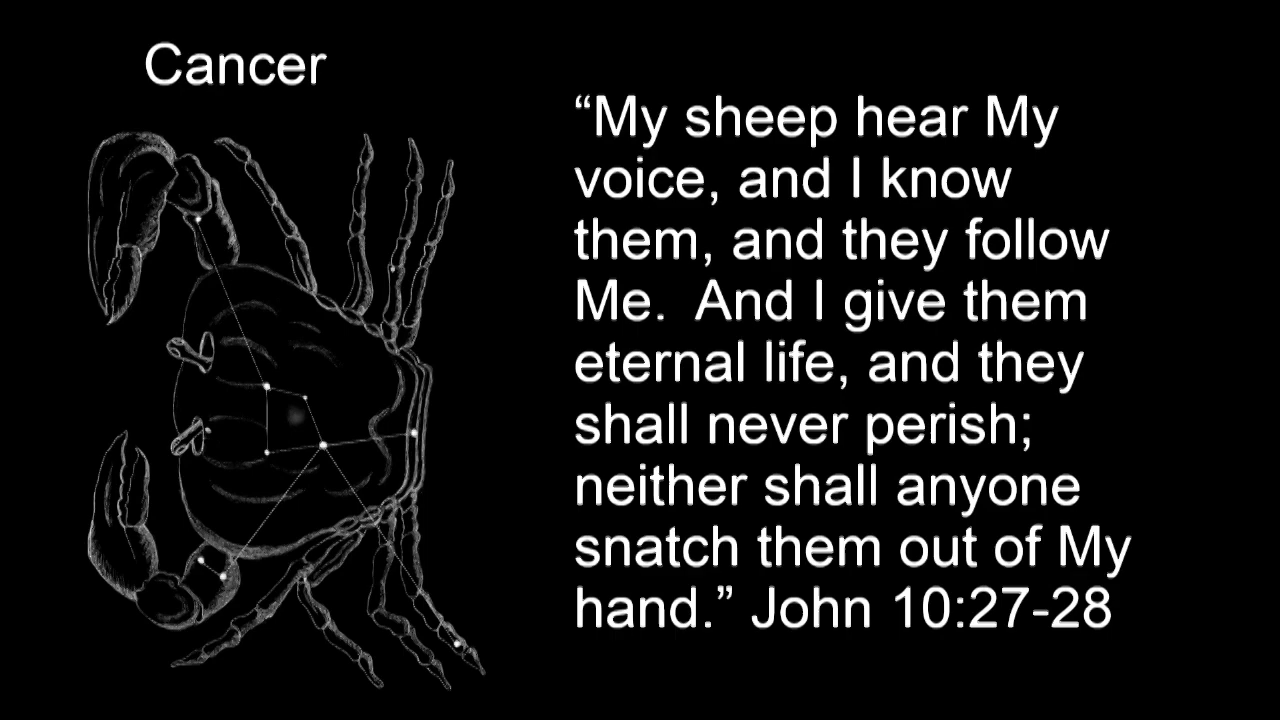 Cancer
“My sheep hear My
voice, and I know
them, and they follow
Me.  And I give them
eternal life, and they
shall never perish;
neither shall anyone
snatch them out of My
hand.” John 10:27-28